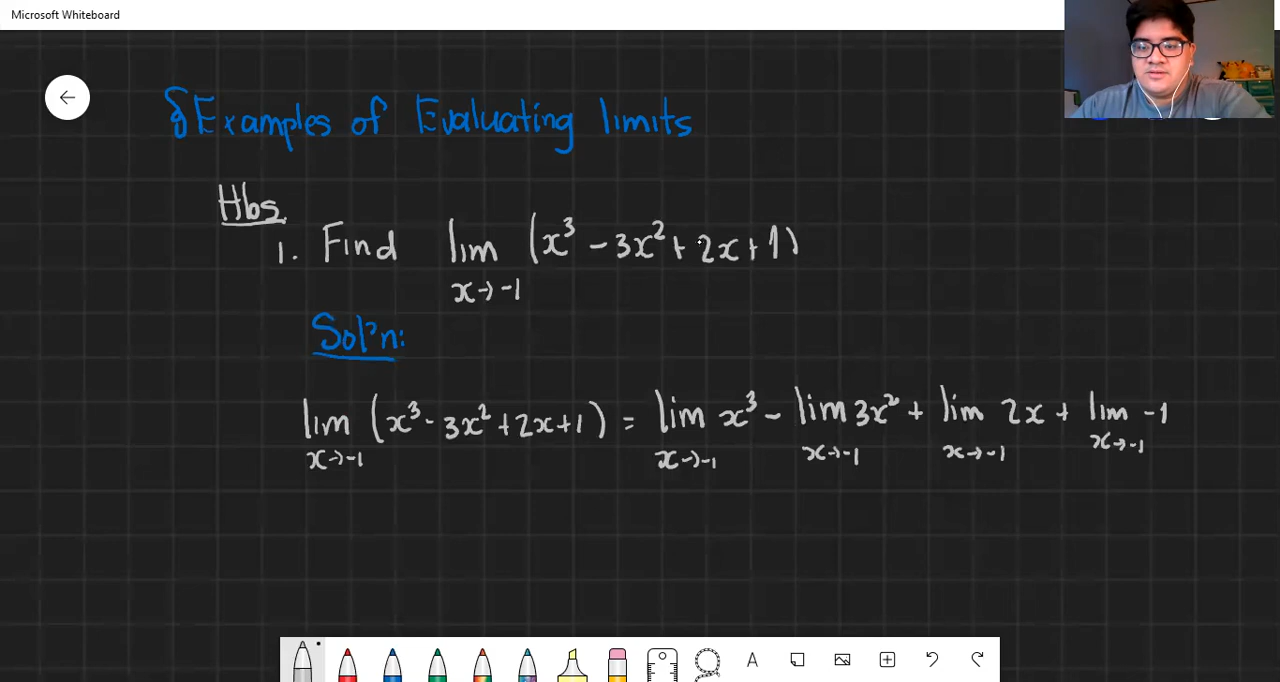 Microsoft Whiteboard
§Examples of Evaluating limits
Hbs.
1. Find lim (x³ - 3x² + 2x + 1)
x→-1
Sol'n:
lim (x³ - 3x² + 2x + 1) = lim x³ - lim 3x² + lim 2x + lim -1
x→-1 x→-1 x→-1 x→-1 x→-1
A